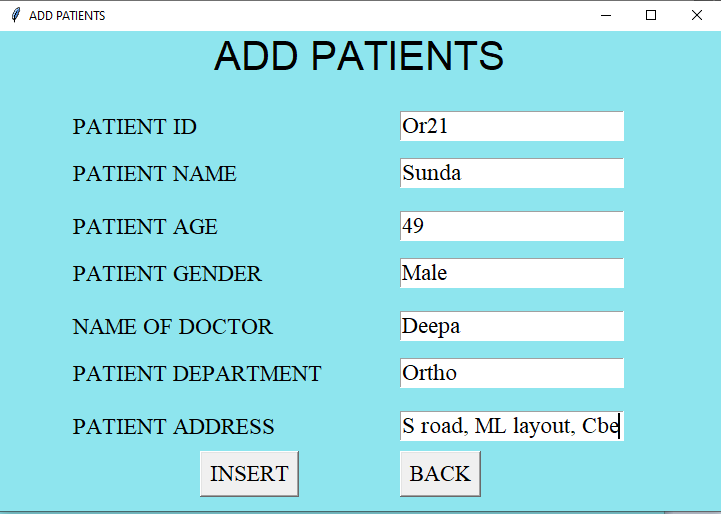 ADD PATIENTS
ADD PATIENTS
PATIENT ID Or21
PATIENT NAME Sunda
PATIENT AGE 49
PATIENT GENDER Male
NAME OF DOCTOR Deepa
PATIENT DEPARTMENT Ortho
PATIENT ADDRESS S road, ML layout, Cbe
INSERT BACK